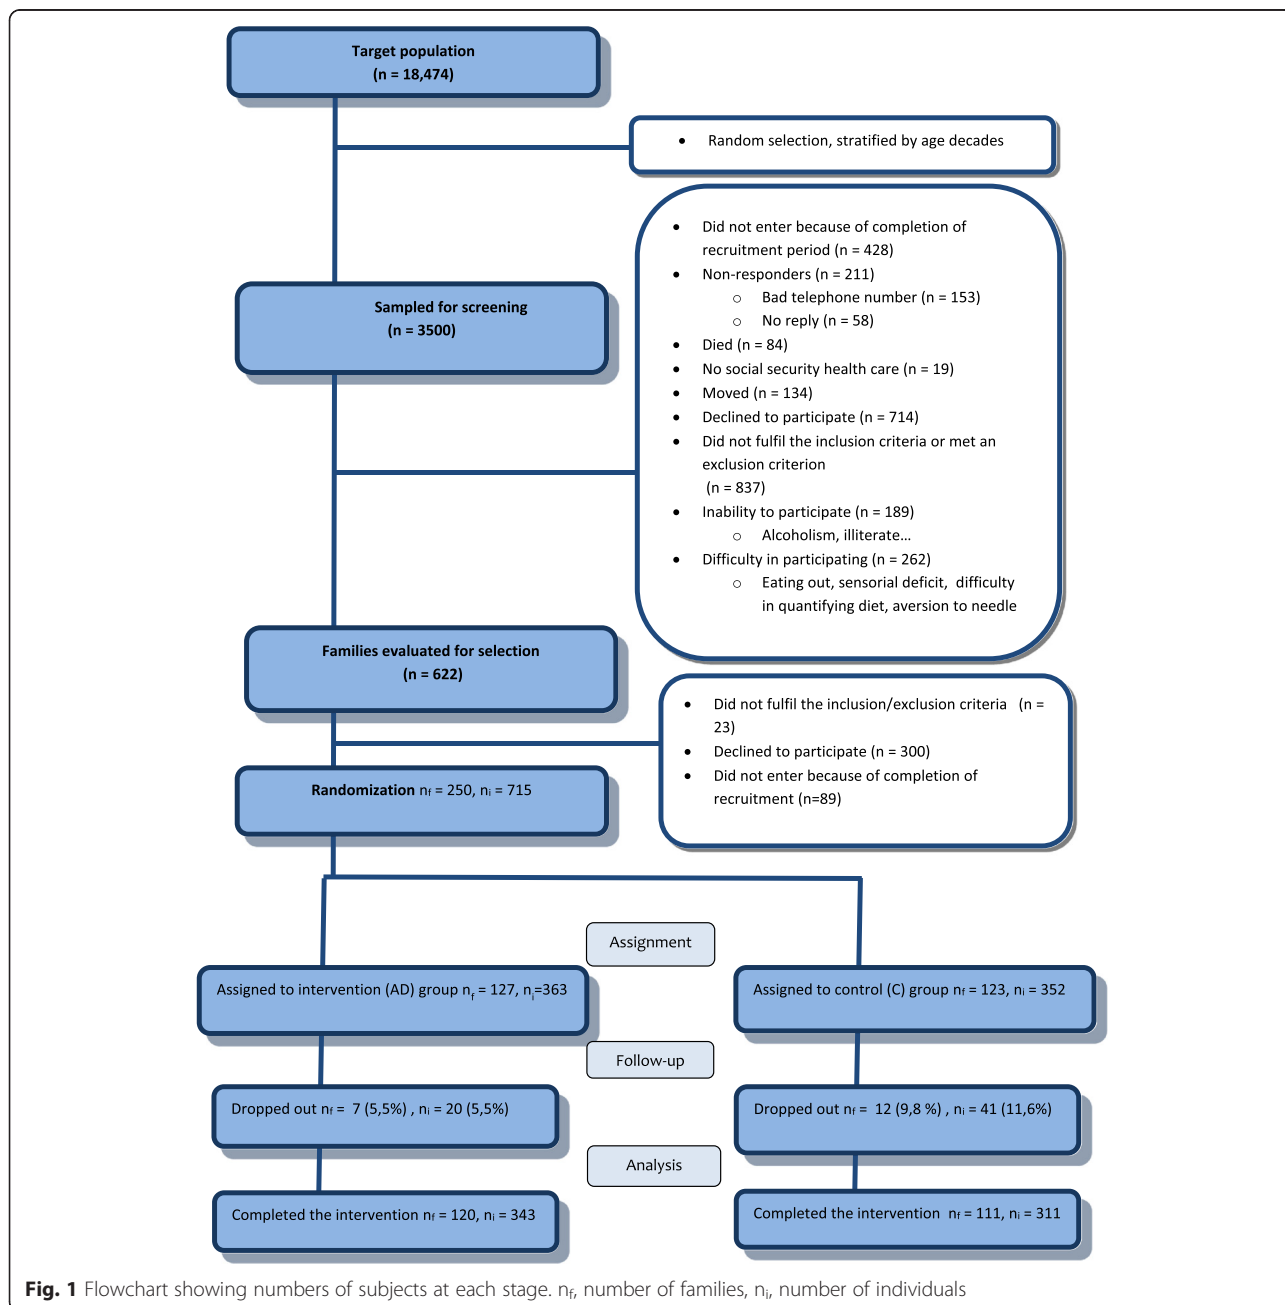 Target population
(n = 18,474)
• Random selection, stratified by age decades
• Did not enter because of completion of
recruitment period (n = 428)
• Non-responders (n = 211)
o Bad telephone number (n = 153)
o No reply (n = 58)
• Died (n = 84)
• No social security health care (n = 19)
• Moved (n = 134)
• Declined to participate (n = 714)
• Did not fulfil the inclusion criteria or met an
exclusion criterion
(n = 837)
• Inability to participate (n = 189)
o Alcoholism, illiterate…
• Difficulty in participating (n = 262)
o Eating out, sensorial deficit, difficulty
in quantifying diet, aversion to needle
Sampled for screening
(n = 3500)
Families evaluated for selection
(n = 622)
• Did not fulfil the inclusion/exclusion criteria (n =
23)
• Declined to participate (n = 300)
• Did not enter because of completion of
recruitment (n=89)
Randomization nf = 250, ni = 715
Assignment
Assigned to intervention (AD) group nf = 127, ni=363
Assigned to control (C) group nf = 123, ni = 352
Follow-up
Dropped out nf = 7 (5,5%) , ni = 20 (5,5%)
Dropped out nf = 12 (9,8 %) , ni = 41 (11,6%)
Analysis
Completed the intervention nf = 120, ni = 343
Completed the intervention nf = 111, ni = 311
Fig. 1 Flowchart showing numbers of subjects at each stage. nf, number of families, ni, number of individuals